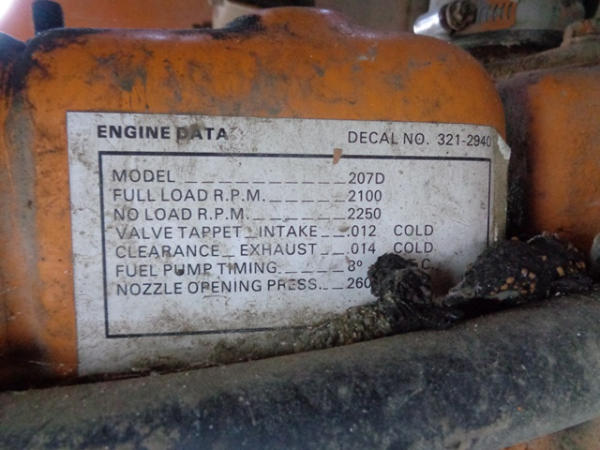 ENGINE DATA DECAL NO. 321-2940
MODEL 207D
FULL LOAD R.P.M. 2100
NO LOAD R.P.M. 2250
VALVE TAPPET INTAKE .012 COLD
CLEARANCE EXHAUST .014 COLD
FUEL PUMP TIMING 8°
NOZZLE OPENING PRESS.